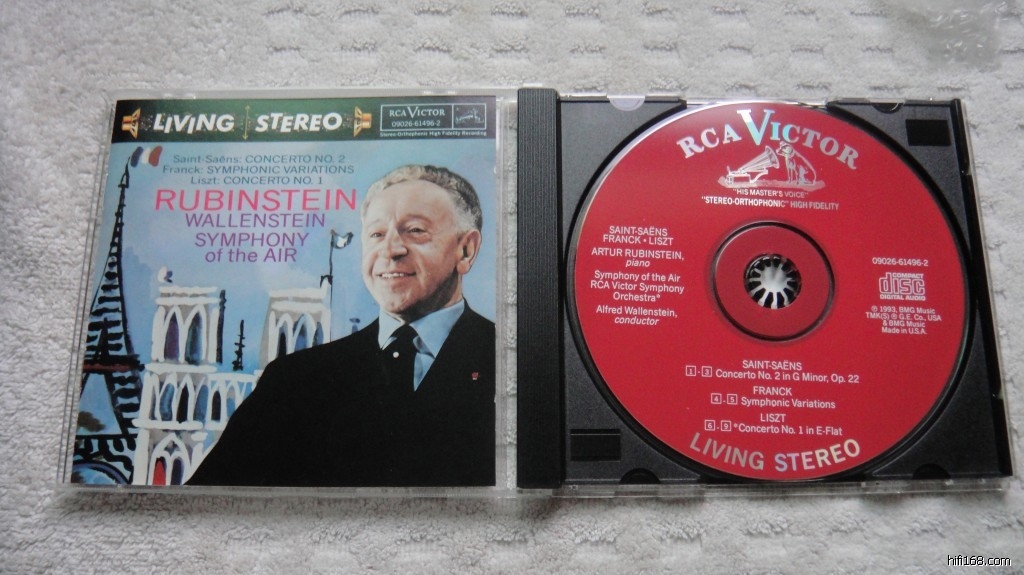 LIVING STEREO
RCA VICTOR
09026-61496-2
Stereo-Orthophonic High Fidelity Recording
Saint-Saëns: CONCERTO NO. 2
Franck: SYMPHONIC VARIATIONS
Liszt: CONCERTO NO. 1
RUBINSTEIN
WALLENSTEIN
SYMPHONY
of the AIR
RCA VICTOR
"HIS MASTER'S VOICE"
"STEREO-ORTHOPHONIC" HIGH FIDELITY
SAINT-SAËNS
FRANCK • LISZT
ARTUR RUBINSTEIN,
piano
Symphony of the Air
RCA Victor Symphony
Orchestra*
Alfred Wallenstein,
conductor
09026-61496-2
COMPACT
disc
DIGITAL AUDIO
℗ 1993, BMG Music
TMK(S) ® G.E. Co., USA
& BMG Music
Made in U.S.A.
SAINT-SAËNS
1-3 Concerto No. 2 in G Minor, Op. 22
FRANCK
4-5 Symphonic Variations
LISZT
6-9 *Concerto No. 1 in E-Flat
LIVING STEREO
hifi168.com